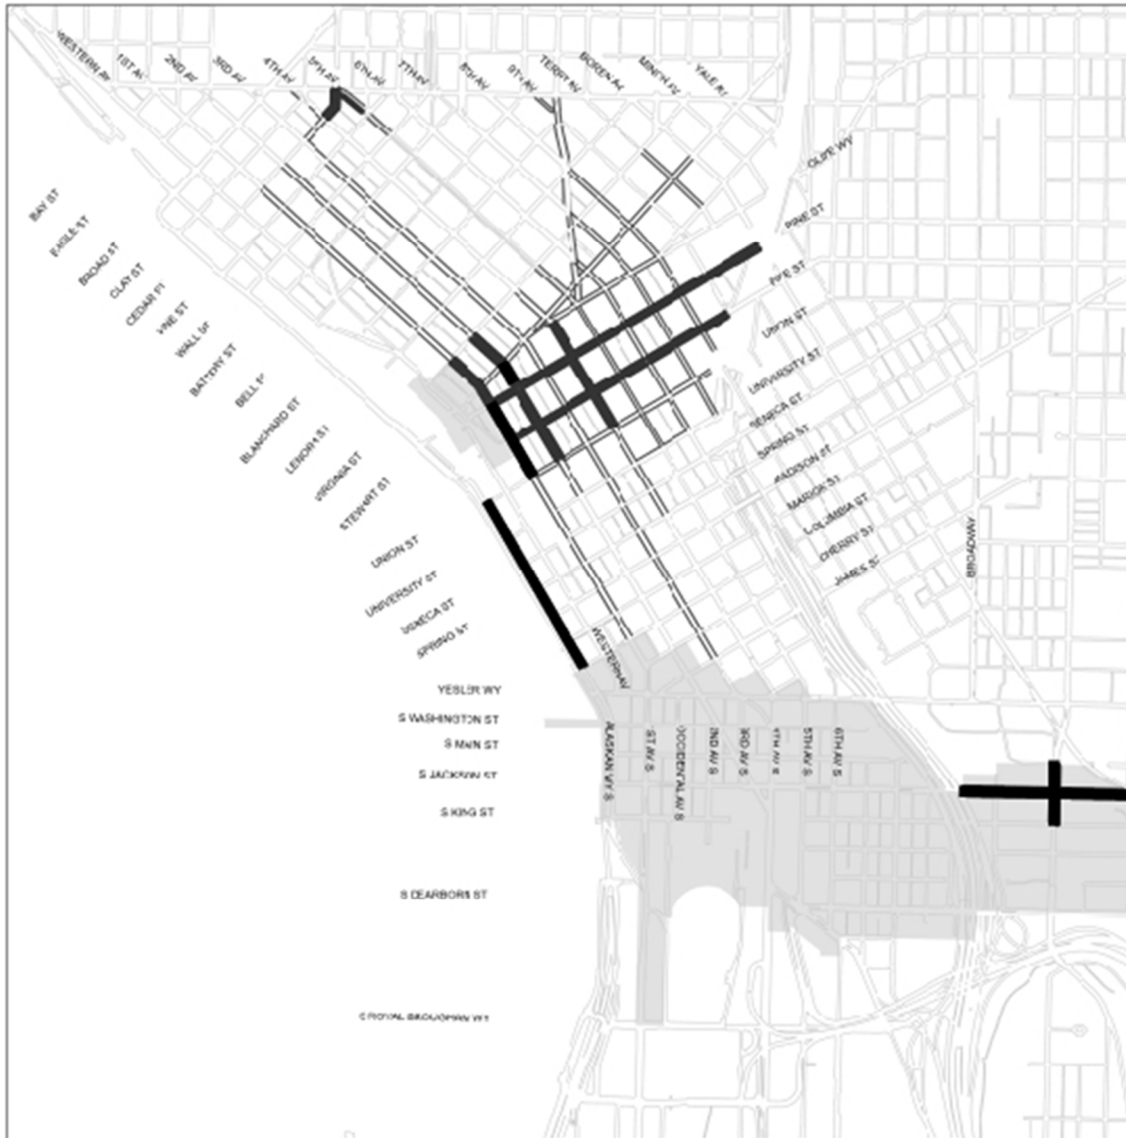 WESTERN AV
1ST AV
2ND AV
3RD AV
4TH AV
5TH AV
6TH AV
7TH AV
8TH AV
9TH AV
TERRY AV
BOREN AV
MINOR AV
YALE AV
OLIVE WY
PINE ST
PIKE ST
UNION ST
UNIVERSITY ST
SENECA ST
SPRING ST
MADISON ST
MARION ST
COLUMBIA ST
CHERRY ST
JAMES ST
BROADWAY
BAY ST
EAGLE ST
BROAD ST
CLAY ST
CEDAR ST
VINE ST
WALL ST
BATTERY ST
BELL ST
BLANCHARD ST
LENORA ST
VIRGINIA ST
STEWART ST
UNION ST
UNIVERSITY ST
SENECA ST
SPRING ST
WESTERN AV
YESLER WY
S WASHINGTON ST
S MAIN ST
S JACKSON ST
S KING ST
S DEARBORN ST
S ROYAL BROUGHAM WY
ALASKAN WY S
1ST AV S
OCCIDENTAL AV S
2ND AV S
3RD AV S
4TH AV S
5TH AV S
6TH AV S